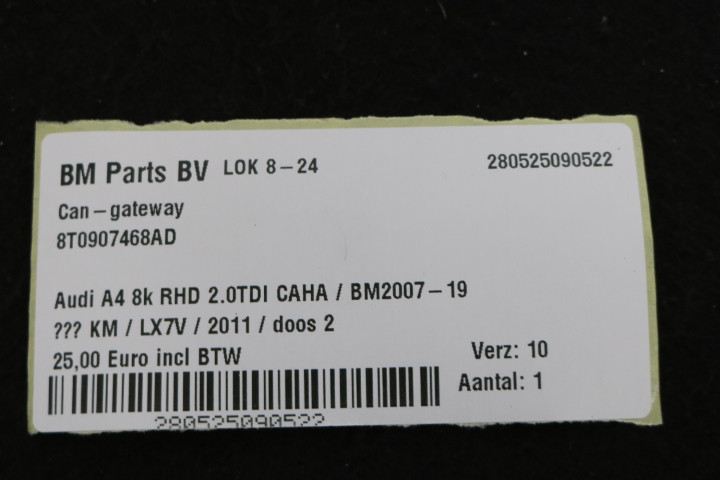 BM Parts BV LOK 8-24 280525090522
Can-gateway
8T0907468AD
Audi A4 8k RHD 2.0TDI CAHA / BM2007-19
??? KM / LX7V / 2011 / doos 2
25,00 Euro incl BTW Verz: 10
Aantal: 1
280525090522